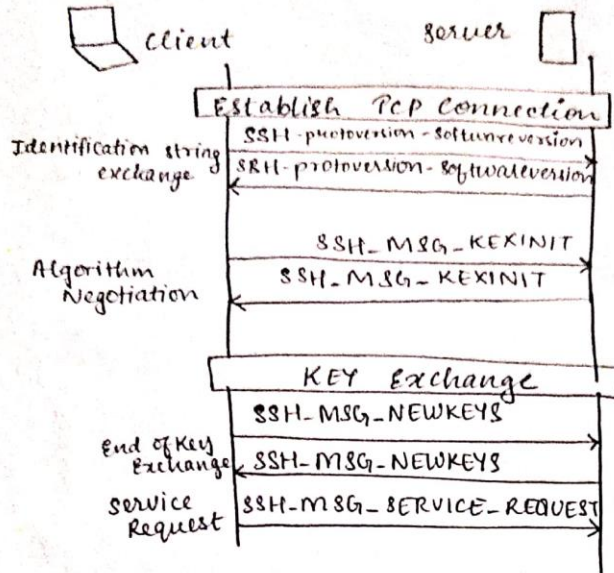 Client
Server
Establish TCP Connection
SSH-protoversion-softwareversion
Identification string
exchange
SSH-protoversion-softwareversion
SSH_MSG_KEXINIT
Algorithm
Negotiation
SSH_MSG_KEXINIT
KEY Exchange
SSH_MSG_NEWKEYS
End of Key
Exchange
SSH_MSG_NEWKEYS
Service
Request
SSH_MSG_SERVICE_REQUEST